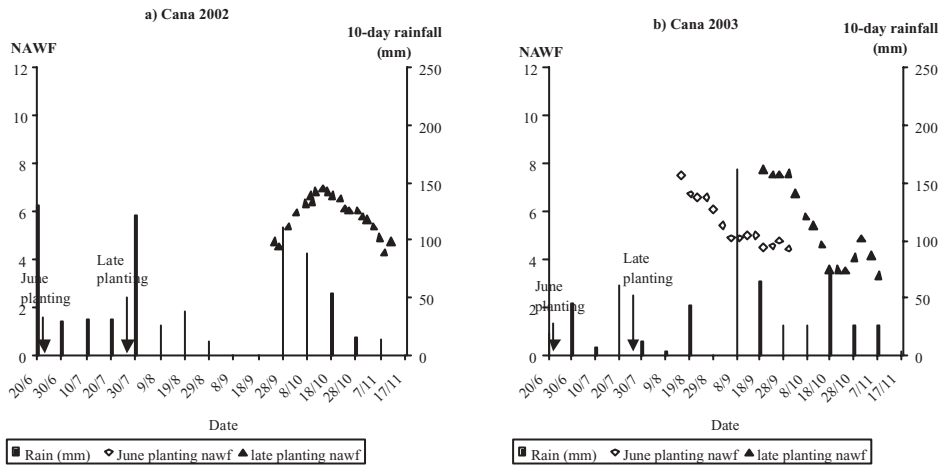 a) Cana 2002
NAWF
10-day rainfall
(mm)
12
10
8
6
4
2
0
250
200
150
100
50
0
June
planting
Late
planting
20/6
30/6
10/7
20/7
30/7
9/8
19/8
29/8
8/9
18/9
28/9
8/10
18/10
28/10
7/11
17/11
Date
Rain (mm) June planting nawf late planting nawf
b) Cana 2003
NAWF
10-day rainfall
(mm)
12
10
8
6
4
2
0
250
200
150
100
50
0
June
planting
Late
planting
20/6
30/6
10/7
20/7
30/7
9/8
19/8
29/8
8/9
18/9
28/9
8/10
18/10
28/10
7/11
17/11
Date
Rain (mm) June planting nawf late planting nawf